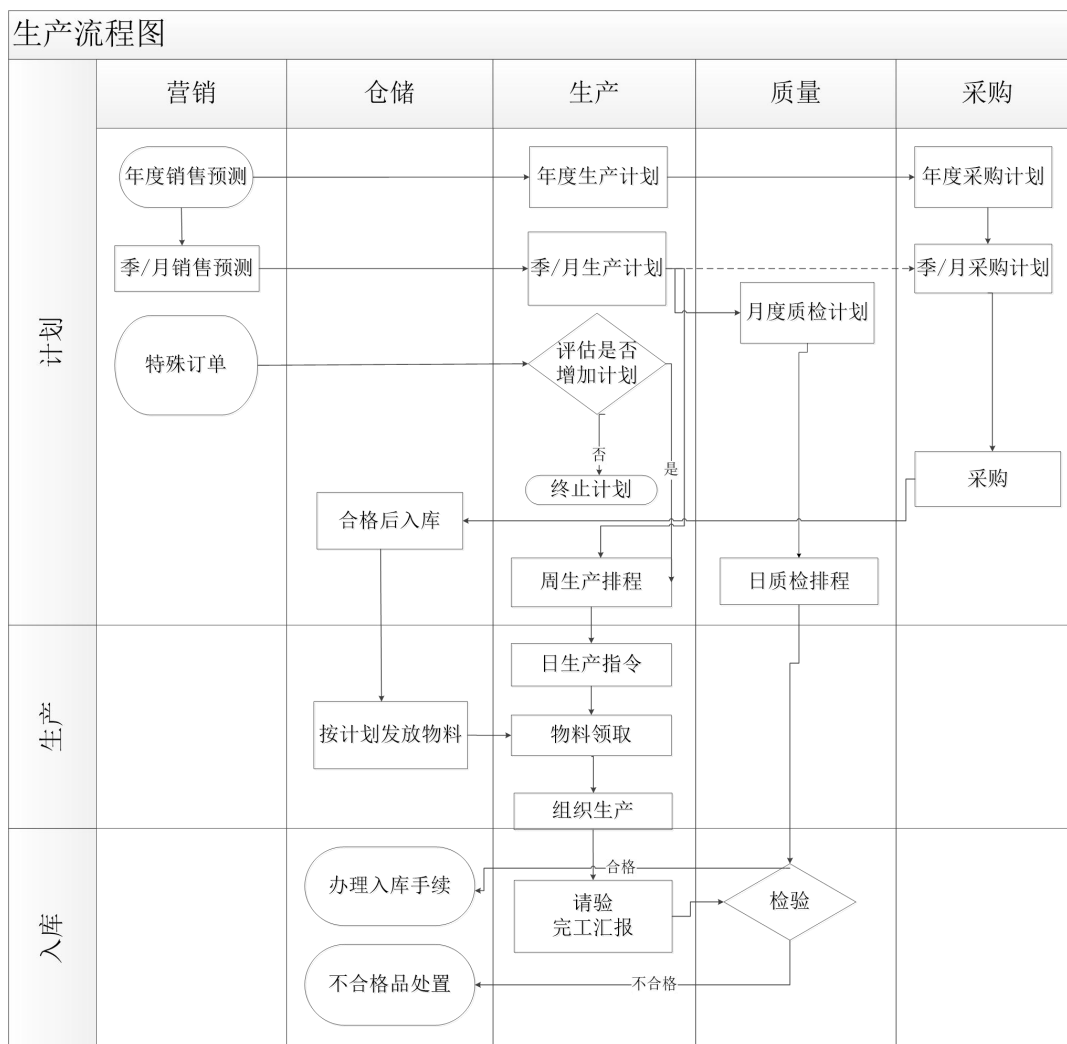 生产流程图
营销
仓储
生产
质量
采购
计划
年度销售预测
年度生产计划
年度采购计划
季/月销售预测
季/月生产计划
季/月采购计划
月度质检计划
特殊订单
评估是否
增加计划
否
是
终止计划
采购
合格后入库
周生产排程
日质检排程
生产
日生产指令
按计划发放物料
物料领取
组织生产
入库
合格
办理入库手续
请验
完工汇报
检验
不合格品处置
不合格